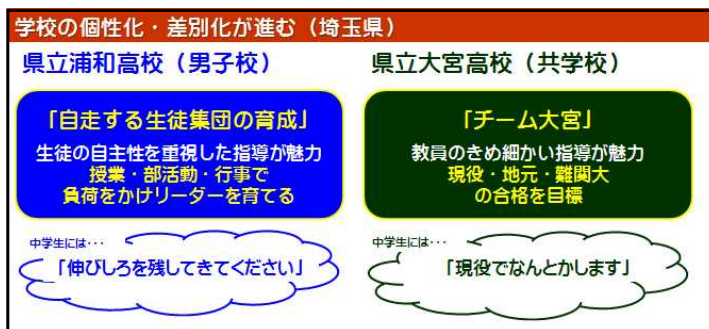 学校の個性化・差別化が進む（埼玉県）
県立浦和高校（男子校）
「自走する生徒集団の育成」
生徒の自主性を重視した指導が魅力
授業・部活動・行事で
負荷をかけリーダーを育てる
中学生には・・・
「伸びしろを残してきてください」
県立大宮高校（共学校）
「チーム大宮」
教員のきめ細かい指導が魅力
現役・地元・難関大
の合格を目標
中学生には・・・
「現役でなんとかします」